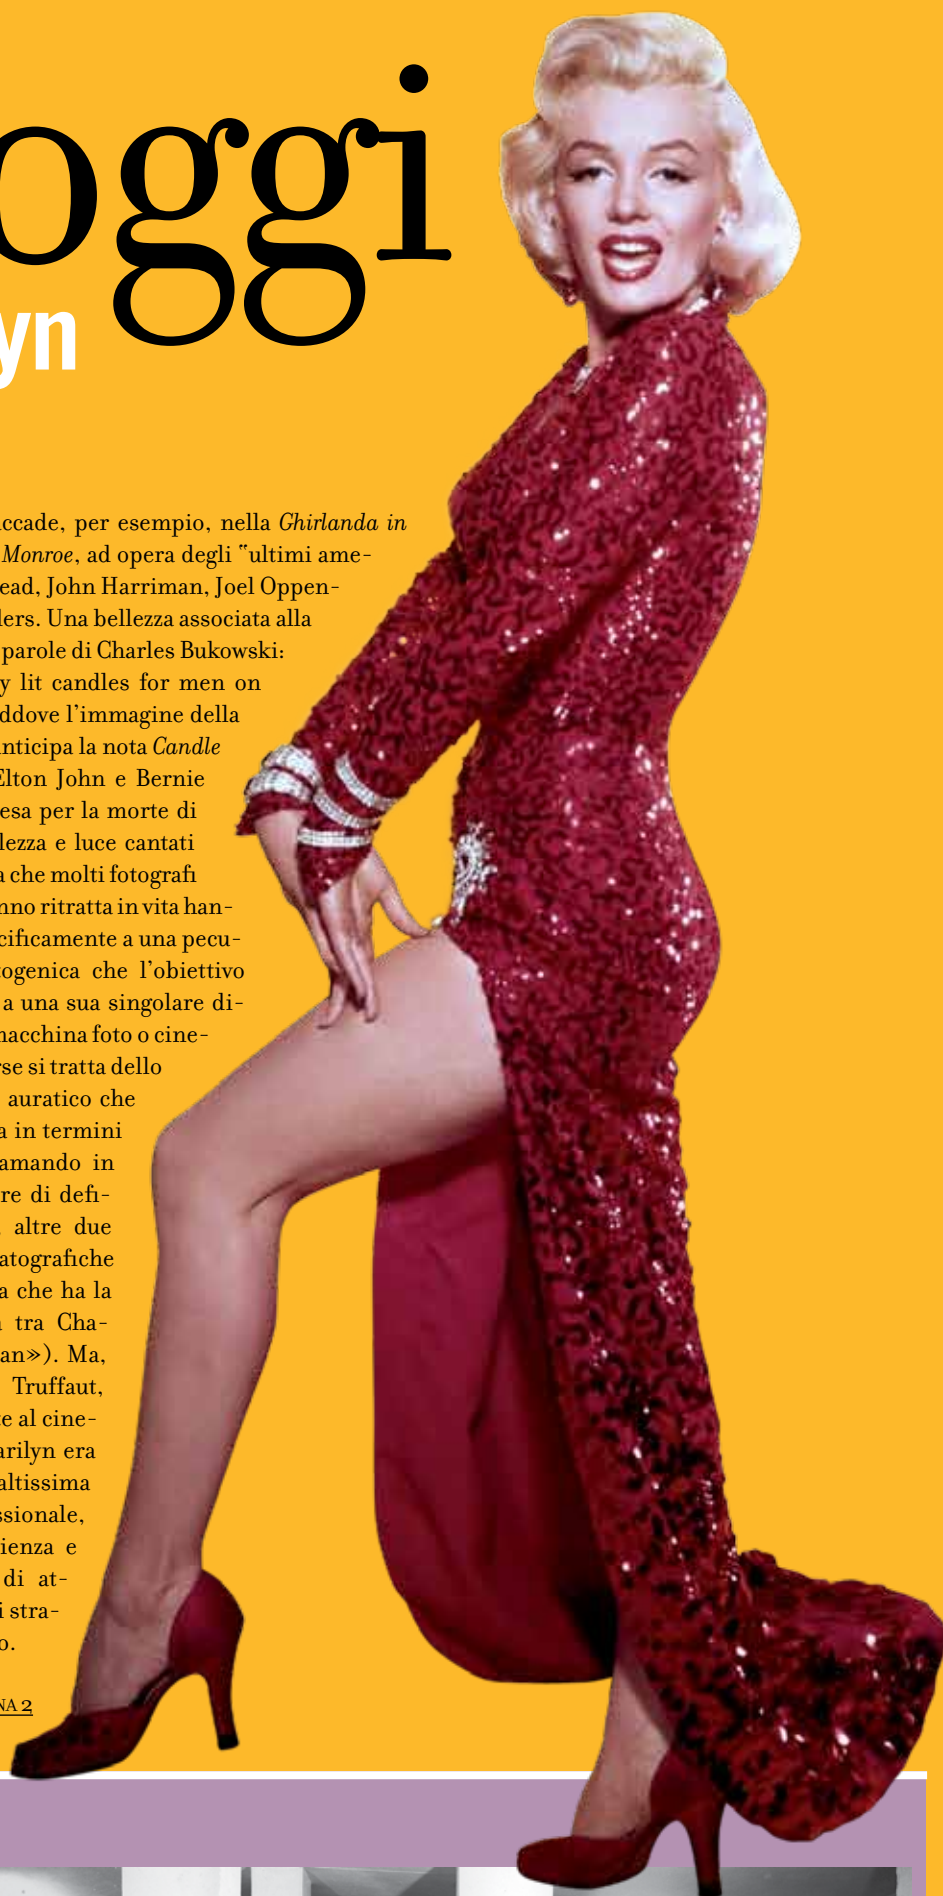 oggi
yn
ccade, per esempio, nella Ghirlanda in
Monroe, ad opera degli "ultimi ame-
ead, John Harriman, Joel Oppen-
lers. Una bellezza associata alla
parole di Charles Bukowski:
y lit candles for men on
ddove l'immagine della
nticipa la nota Candle
Elton John e Bernie
esa per la morte di
lezza e luce cantati
a che molti fotografi
nno ritratta in vita han-
cificamente a una pecu-
togenica che l'obiettivo
a una sua singolare di-
nacchina foto o cine-
rse si tratta dello
auratico che
a in termini
amando in
re di defi-
altre due
atografiche
a che ha la
a tra Cha-
an»). Ma,
Truffaut,
te al cine-
arilyn era
altissima
ssionale,
ienza e
di at-
i stra-
o.
NA 2